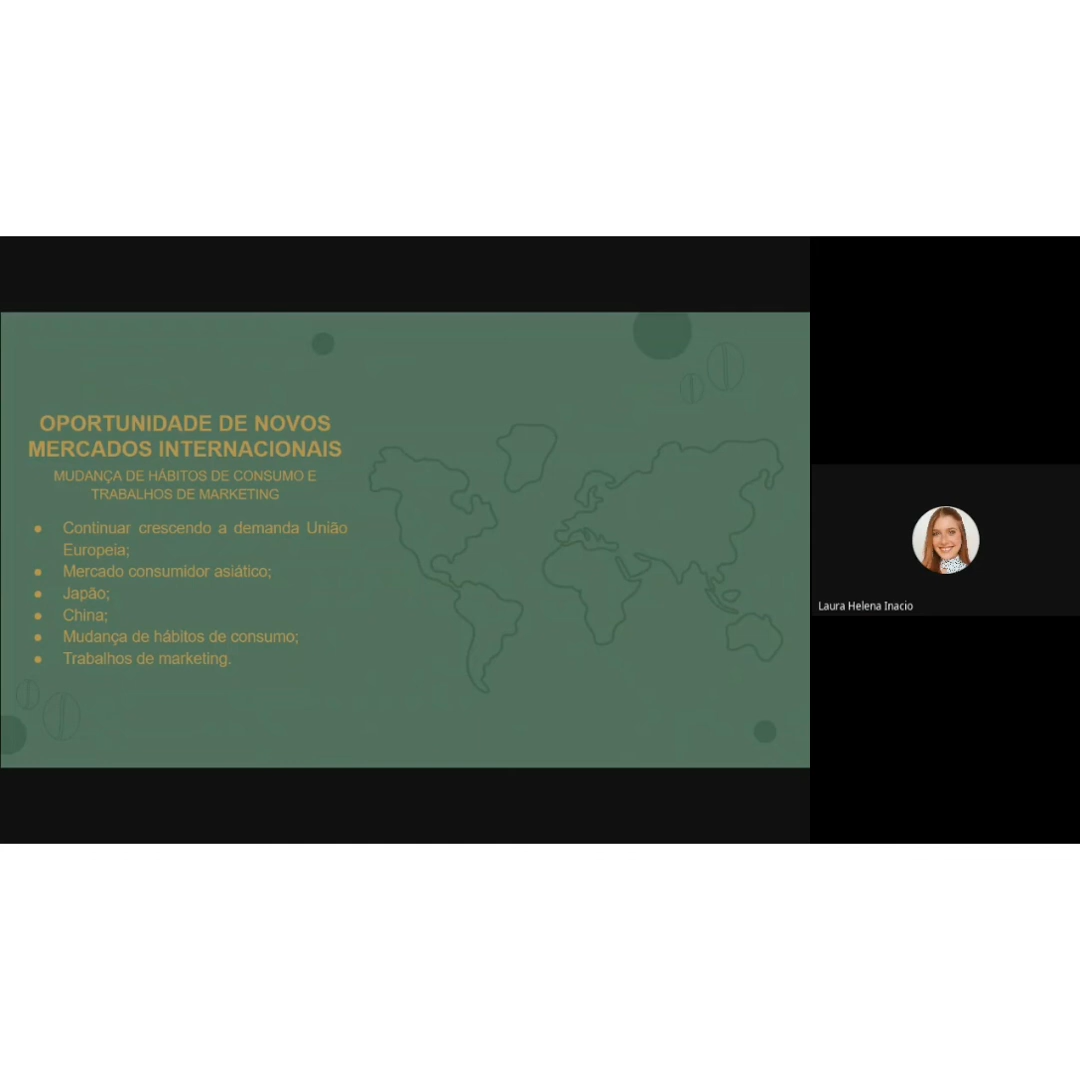 OPORTUNIDADE DE NOVOS
MERCADOS INTERNACIONAIS
MUDANÇA DE HÁBITOS DE CONSUMO E
TRABALHOS DE MARKETING
● Continuar crescendo a demanda União
Europeia;
● Mercado consumidor asiático;
● Japão;
● China;
● Mudança de hábitos de consumo;
● Trabalhos de marketing.
Laura Helena Inacio